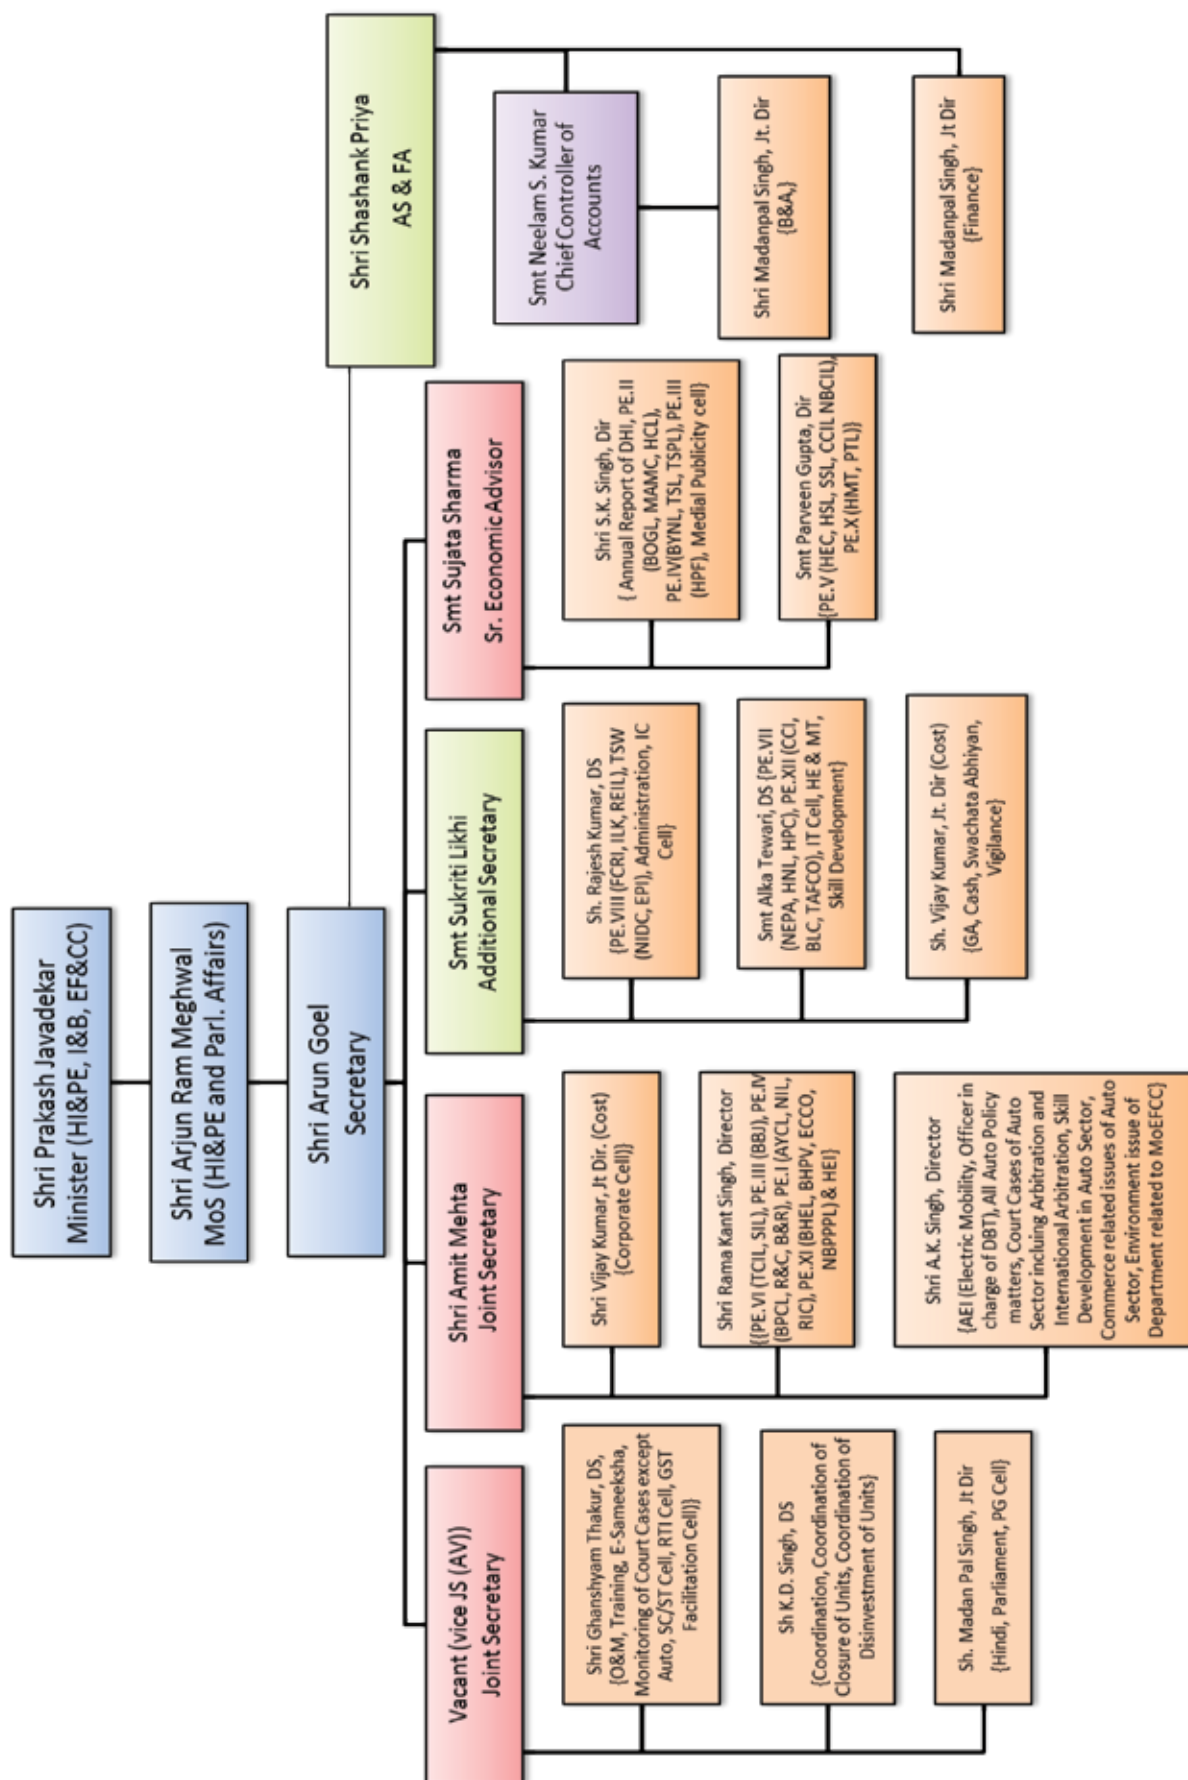 Shri Prakash Javadekar
Minister (HI&PE, I&B, EF&CC)
Shri Arjun Ram Meghwal
MoS (HI&PE and Parl. Affairs)
Shri Arun Goel
Secretary
Shri Shashank Priya
AS & FA
Vacant (vice JS (AV))
Joint Secretary
Shri Amit Mehta
Joint Secretary
Smt Sukriti Likhi
Additional Secretary
Smt Sujata Sharma
Sr. Economic Advisor
Smt Neelam S. Kumar
Chief Controller of
Accounts
Shri Ghanshyam Thakur, DS,
{O&M, Training, E-Sameeksha,
Monitoring of Court Cases except
Auto, SC/ST Cell, RTI Cell, GST
Facilitation Cell)}
Shri Vijay Kumar, Jt Dir. (Cost)
{Corporate Cell)}
Sh. Rajesh Kumar, DS
{PE.VIII (FCRI, ILK, REIL), TSW
(NIDC, EPI), Administration, IC
Cell}
Shri S.K. Singh, Dir
{ Annual Report of DHI, PE.II
(BOGL, MAMC, HCL),
PE.IV(BYNL, TSL, TSPL), PE.III
(HPF), Medial Publicity cell}
Shri Madanpal Singh, Jt. Dir
{B&A,}
Sh K.D. Singh, DS
{Coordination, Coordination of
Closure of Units, Coordination of
Disinvestment of Units}
Shri Rama Kant Singh, Director
{{PE.VI (TCIL, SIL), PE.III (BBJ), PE.IV
(BPCL, R&C, B&R), PE.I (AYCL, NIL,
RIC), PE.XI (BHEL, BHPV, ECCO,
NBPPPL) & HEI}
Smt Alka Tewari, DS {PE.VII
(NEPA, HNL, HPC), PE.XII (CCI,
BLC, TAFCO), IT Cell, HE & MT,
Skill Development}
Smt Parveen Gupta, Dir
{PE.V (HEC, HSL, SSL, CCIL NBCIL),
PE.X (HMT, PTL)}
Shri Madanpal Singh, Jt Dir
{Finance}
Sh. Madan Pal Singh, Jt Dir
{Hindi, Parliament, PG Cell}
Shri A.K. Singh, Director
{AEI (Electric Mobility, Officer in
charge of DBT), All Auto Policy
matters, Court Cases of Auto
Sector incluing Arbitration and
International Arbitration, Skill
Development in Auto Sector,
Commerce related issues of Auto
Sector, Environment issue of
Department related to MoEFCC}
Sh. Vijay Kumar, Jt. Dir (Cost)
{GA, Cash, Swachata Abhiyan,
Vigilance}